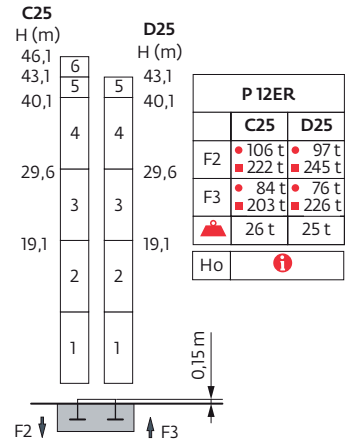 C25
D25
H (m)
H (m)
46,1
6
43,1
5
5
43,1
40,1
40,1
4
4
29,6
29,6
3
3
19,1
19,1
2
2
1
1
P 12ER
C25 D25
F2 ● 106 t ● 97 t
■ 222 t ■ 245 t
F3 ● 84 t ● 76 t
■ 203 t ■ 226 t
26 t 25 t
Ho i
0,15 m
F2
F3